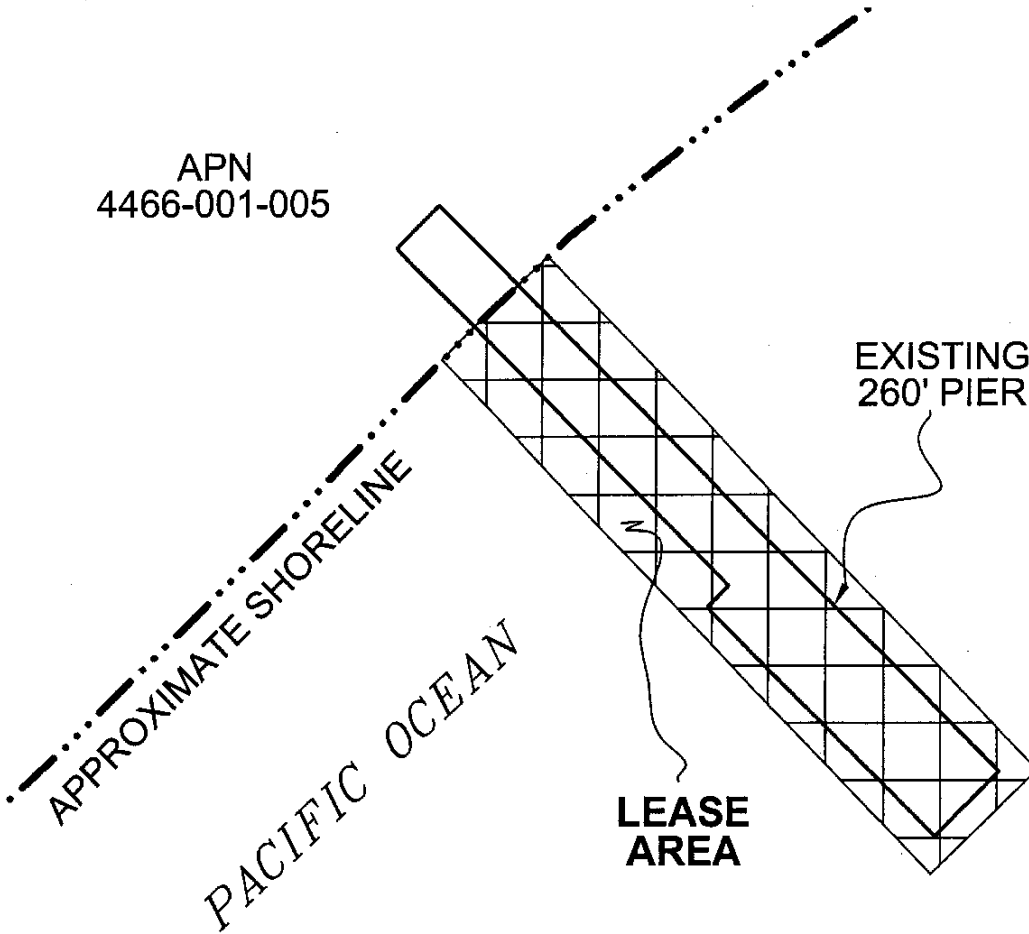 APN
4466-001-005
EXISTING
260' PIER
APPROXIMATE SHORELINE
PACIFIC OCEAN
LEASE
AREA